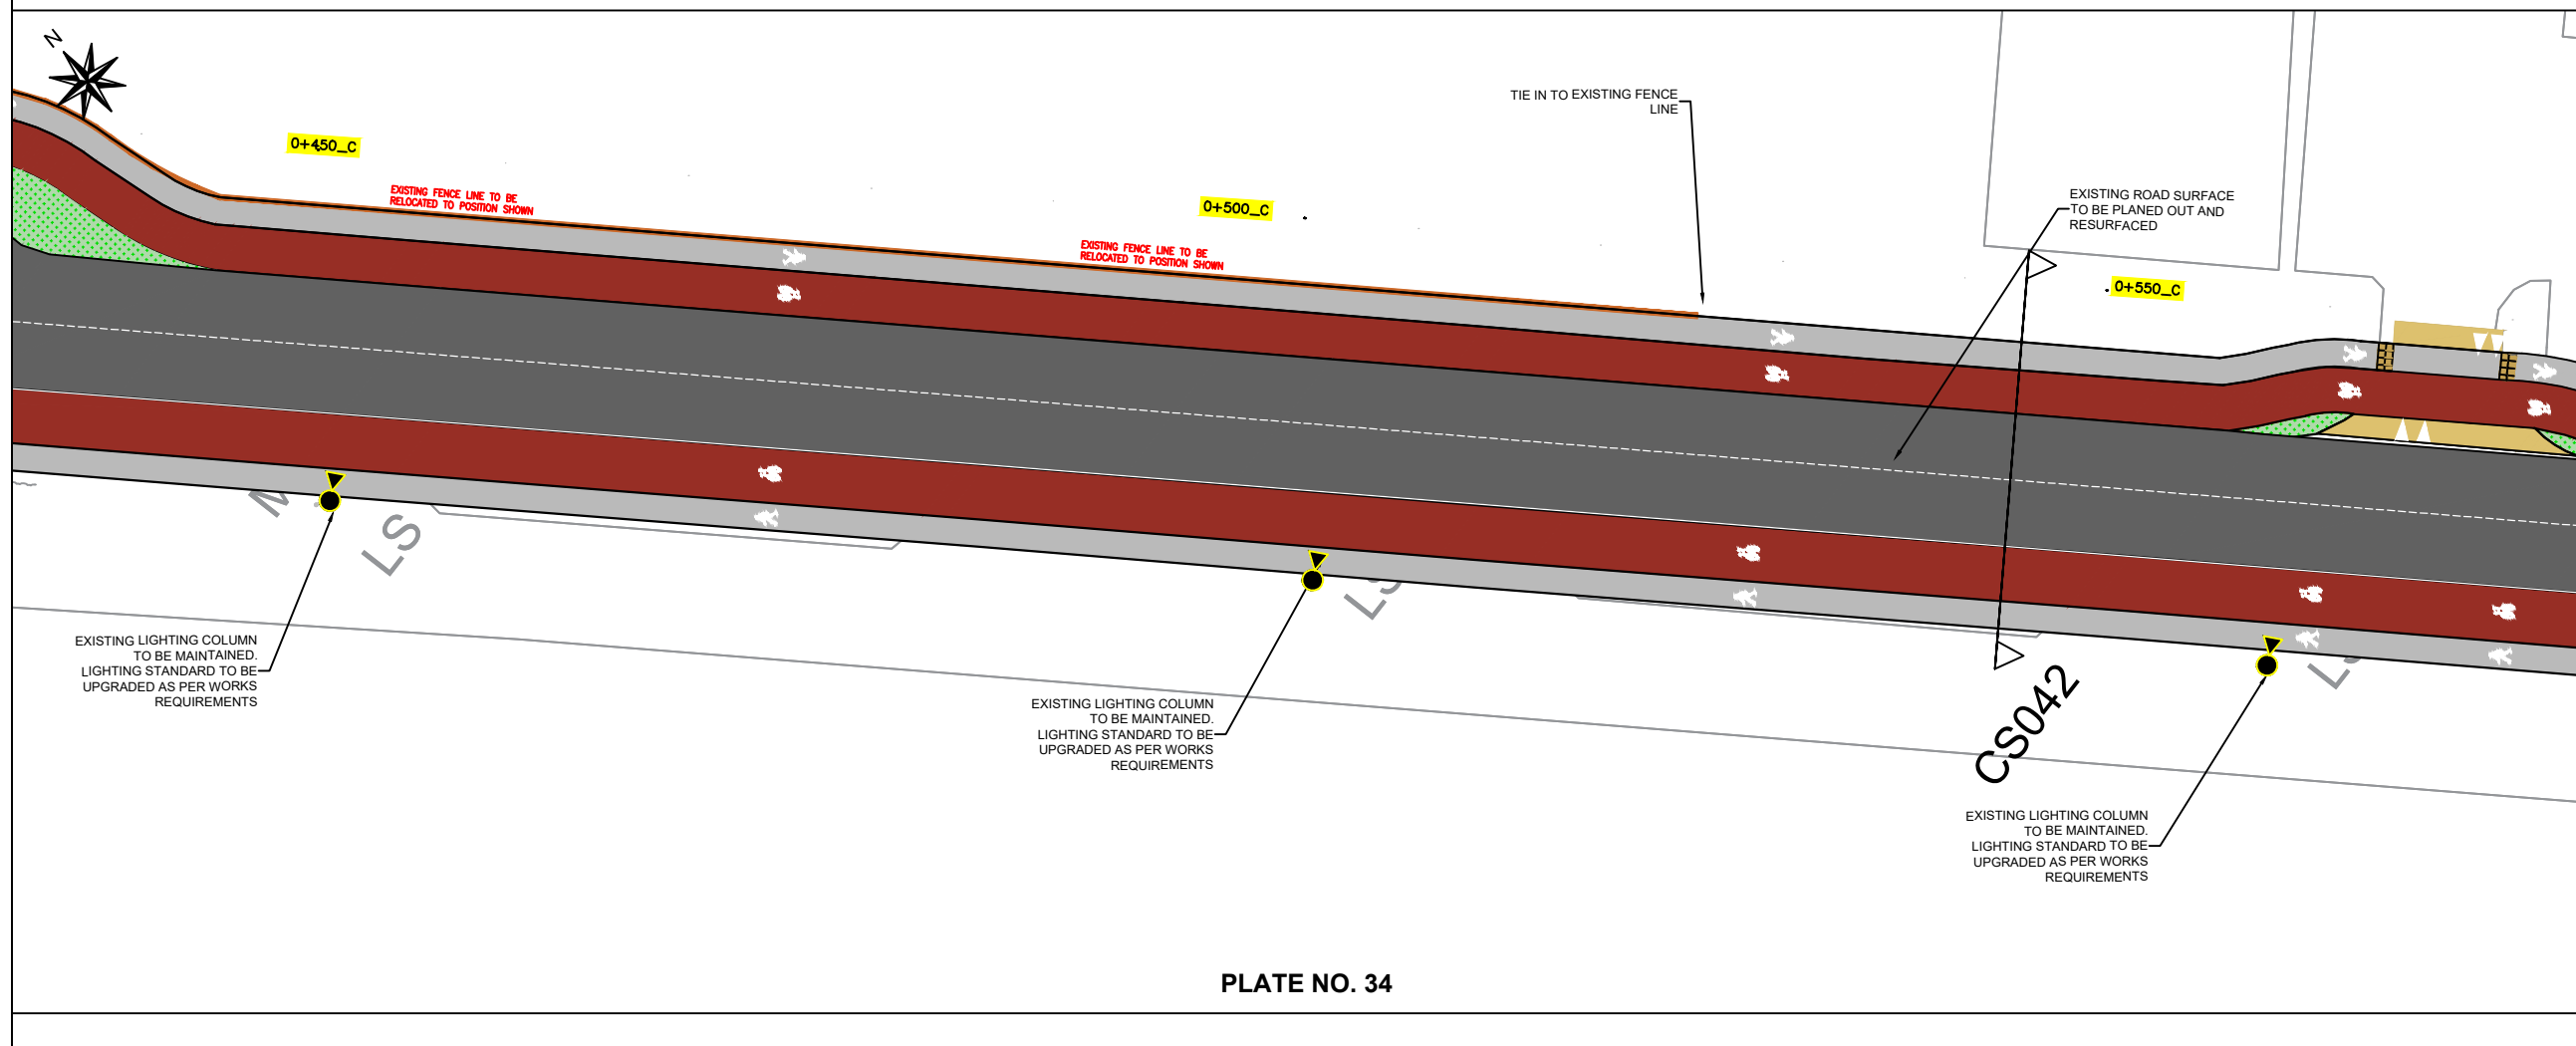 N
0+450_C
EXISTING FENCE LINE TO BE
RELOCATED TO POSITION SHOWN
0+500_C
EXISTING FENCE LINE TO BE
RELOCATED TO POSITION SHOWN
TIE IN TO EXISTING FENCE
LINE
EXISTING ROAD SURFACE
TO BE PLANED OUT AND
RESURFACED
0+550_C
LS
LS
LS
EXISTING LIGHTING COLUMN
TO BE MAINTAINED.
LIGHTING STANDARD TO BE
UPGRADED AS PER WORKS
REQUIREMENTS
EXISTING LIGHTING COLUMN
TO BE MAINTAINED.
LIGHTING STANDARD TO BE
UPGRADED AS PER WORKS
REQUIREMENTS
CS042
EXISTING LIGHTING COLUMN
TO BE MAINTAINED.
LIGHTING STANDARD TO BE
UPGRADED AS PER WORKS
REQUIREMENTS
PLATE NO. 34